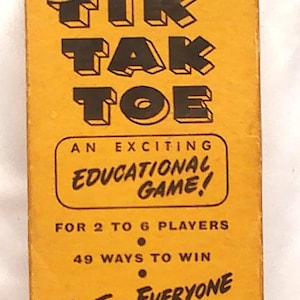 TIK
TAK
TOE
AN EXCITING
EDUCATIONAL
GAME!
FOR 2 TO 6 PLAYERS
•
49 WAYS TO WIN
•
EVERYONE